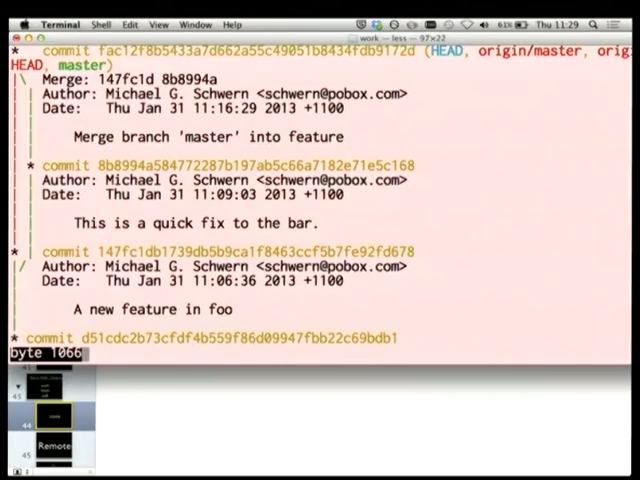 Terminal Shell Edit View Window Help 61% Thu 11:29
work — less — 97×22
* commit fac12f8b5433a7d662a55c49051b8434fdb9172d (HEAD, origin/master, orig
HEAD, master)
|\ Merge: 147fc1d 8b8994a
| | Author: Michael G. Schwern <schwern@pobox.com>
| | Date: Thu Jan 31 11:16:29 2013 +1100
| |
| | Merge branch 'master' into feature
| |
| * commit 8b8994a584772287b197ab5c66a7182e71e5c168
| | Author: Michael G. Schwern <schwern@pobox.com>
| | Date: Thu Jan 31 11:09:03 2013 +1100
| |
| | This is a quick fix to the bar.
| |
* | commit 147fc1db1739db5b9ca1f8463ccf5b7fe92fd678
|/ Author: Michael G. Schwern <schwern@pobox.com>
| Date: Thu Jan 31 11:06:36 2013 +1100
|
| A new feature in foo
|
* commit d51cdc2b73cfdf4b559f86d09947fbb22c69bdb1
byte 1066
43
44
Remote
45